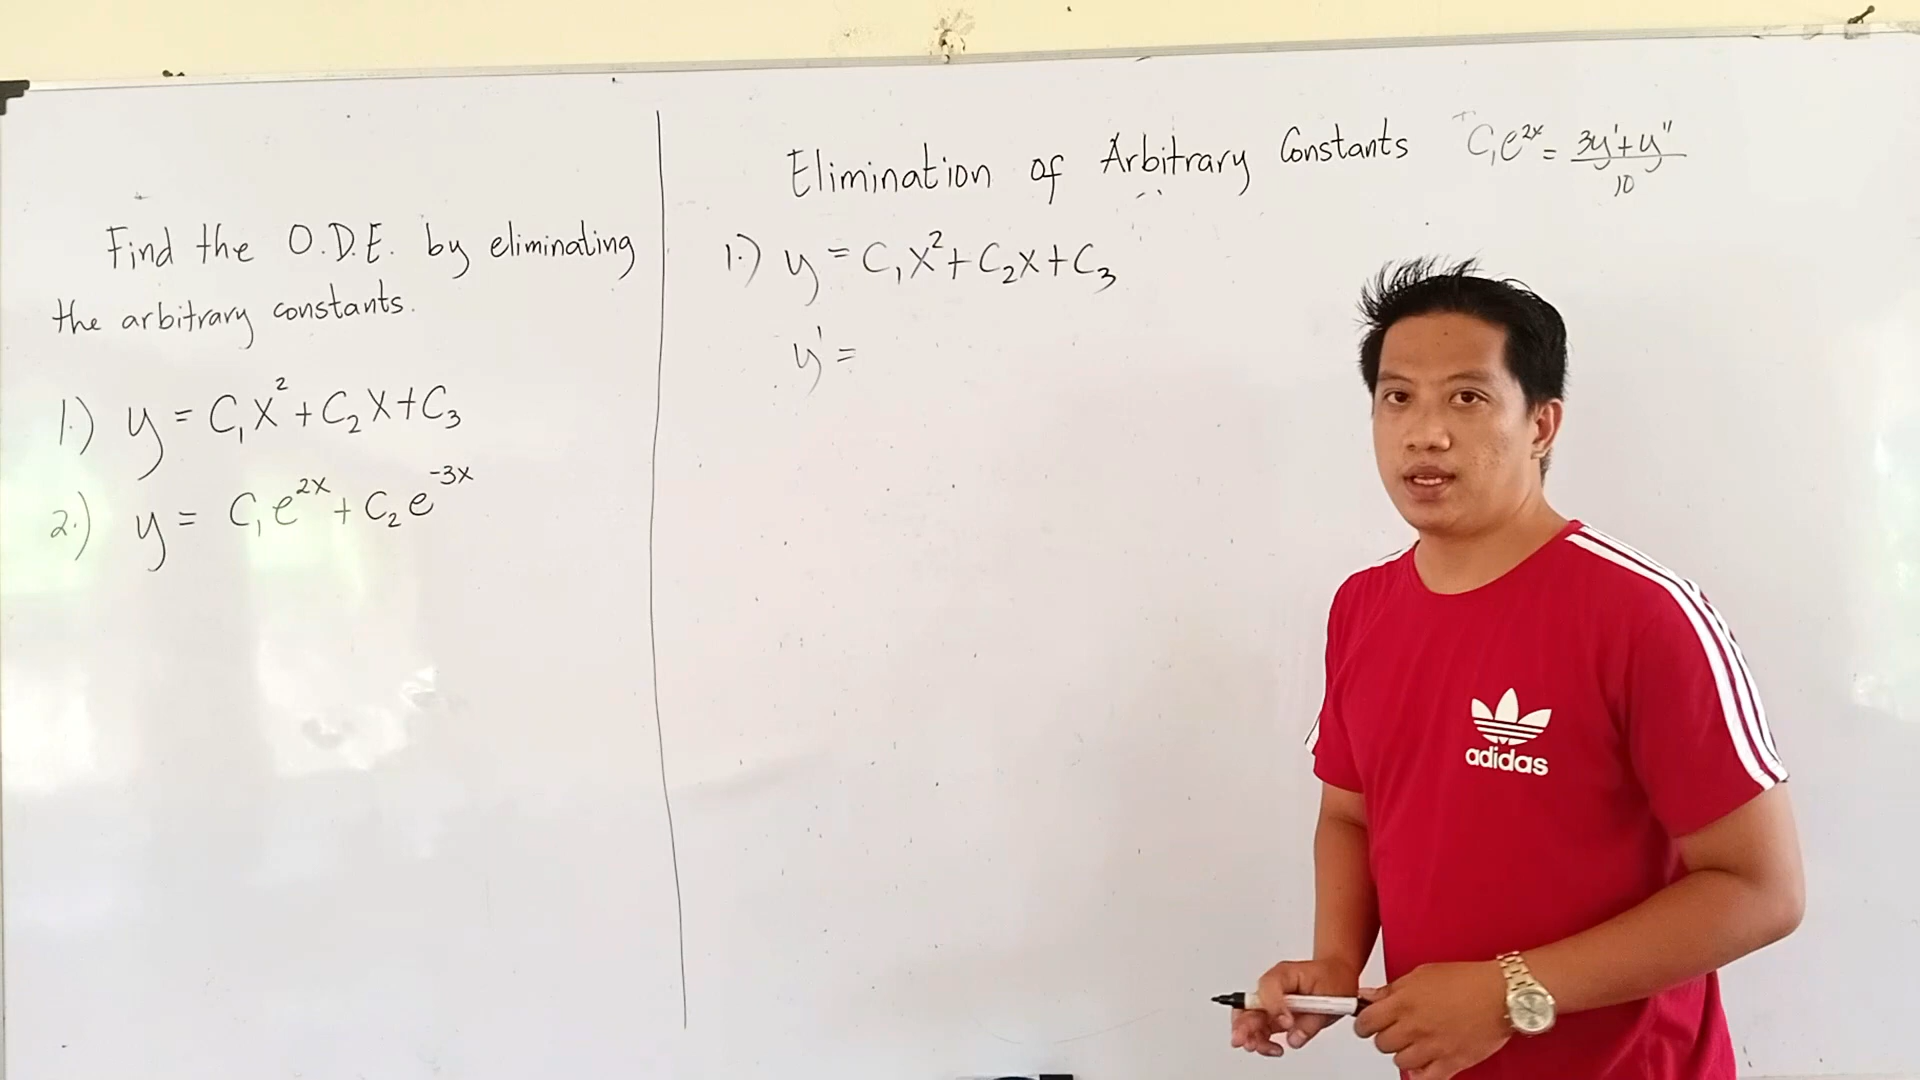 Find the O.D.E. by eliminating
the arbitrary constants.
1.) y = C₁x² + C₂x + C₃
2.) y = C₁e²ˣ + C₂e⁻³ˣ
Elimination of Arbitrary Constants
C₁e²ˣ = 3y' + y''
10
1.) y = C₁x² + C₂x + C₃
y' =
adidas